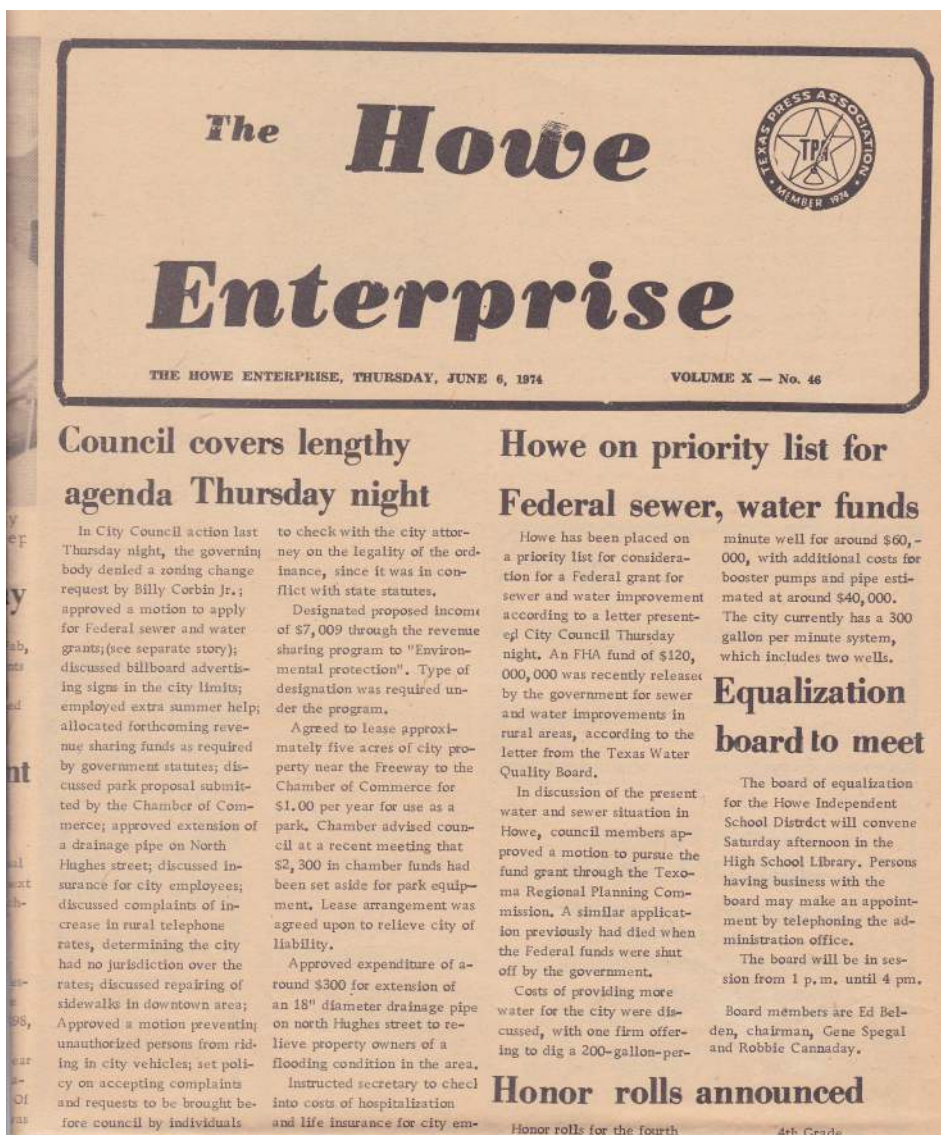 The Howe
Enterprise
TEXAS PRESS ASSOCIATION
TPA
MEMBER 1974
THE HOWE ENTERPRISE, THURSDAY, JUNE 6, 1974
VOLUME X — No. 46
Council covers lengthy
agenda Thursday night
In City Council action last
Thursday night, the governing
body denied a zoning change
request by Billy Corbin Jr.;
approved a motion to apply
for Federal sewer and water
grants;(see separate story);
discussed billboard advertis-
ing signs in the city limits;
employed extra summer help;
allocated forthcoming reve-
nue sharing funds as required
by government statutes; dis-
cussed park proposal submit-
ted by the Chamber of Com-
merce; approved extension of
a drainage pipe on North
Hughes street; discussed in-
surance for city employees;
discussed complaints of in-
crease in rural telephone
rates, determining the city
had no jurisdiction over the
rates; discussed repairing of
sidewalks in downtown area;
Approved a motion preventing
unauthorized persons from rid-
ing in city vehicles; set poli-
cy on accepting complaints
and requests to be brought be-
fore council by individuals
to check with the city attor-
ney on the legality of the ord-
inance, since it was in con-
flict with state statutes.
Designated proposed income
of $7,009 through the revenue
sharing program to "Environ-
mental protection". Type of
designation was required un-
der the program.
Agreed to lease approxi-
mately five acres of city pro-
perty near the Freeway to the
Chamber of Commerce for
$1.00 per year for use as a
park. Chamber advised coun-
cil at a recent meeting that
$2,300 in chamber funds had
been set aside for park equip-
ment. Lease arrangement was
agreed upon to relieve city of
liability.
Approved expenditure of a-
round $300 for extension of
an 18" diameter drainage pipe
on north Hughes street to re-
lieve property owners of a
flooding condition in the area.
Instructed secretary to check
into costs of hospitalization
and life insurance for city em-
Howe on priority list for
Federal sewer, water funds
Howe has been placed on
a priority list for considera-
tion for a Federal grant for
sewer and water improvement
according to a letter present-
ed City Council Thursday
night. An FHA fund of $120,
000,000 was recently released
by the government for sewer
and water improvements in
rural areas, according to the
letter from the Texas Water
Quality Board.
In discussion of the present
water and sewer situation in
Howe, council members ap-
proved a motion to pursue the
fund grant through the Texo-
ma Regional Planning Com-
mission. A similar applicat-
ion previously had died when
the Federal funds were shut
off by the government.
Costs of providing more
water for the city were dis-
cussed, with one firm offer-
ing to dig a 200-gallon-per-
minute well for around $60,-
000, with additional costs for
booster pumps and pipe esti-
mated at around $40,000.
The city currently has a 300
gallon per minute system,
which includes two wells.
Equalization
board to meet
The board of equalization
for the Howe Independent
School District will convene
Saturday afternoon in the
High School Library. Persons
having business with the
board may make an appoint-
ment by telephoning the ad-
ministration office.
The board will be in ses-
sion from 1 p.m. until 4 pm.
Board members are Ed Bel-
den, chairman, Gene Spegal
and Robbie Cannaday.
Honor rolls announced
Honor rolls for the fourth
4th Grade